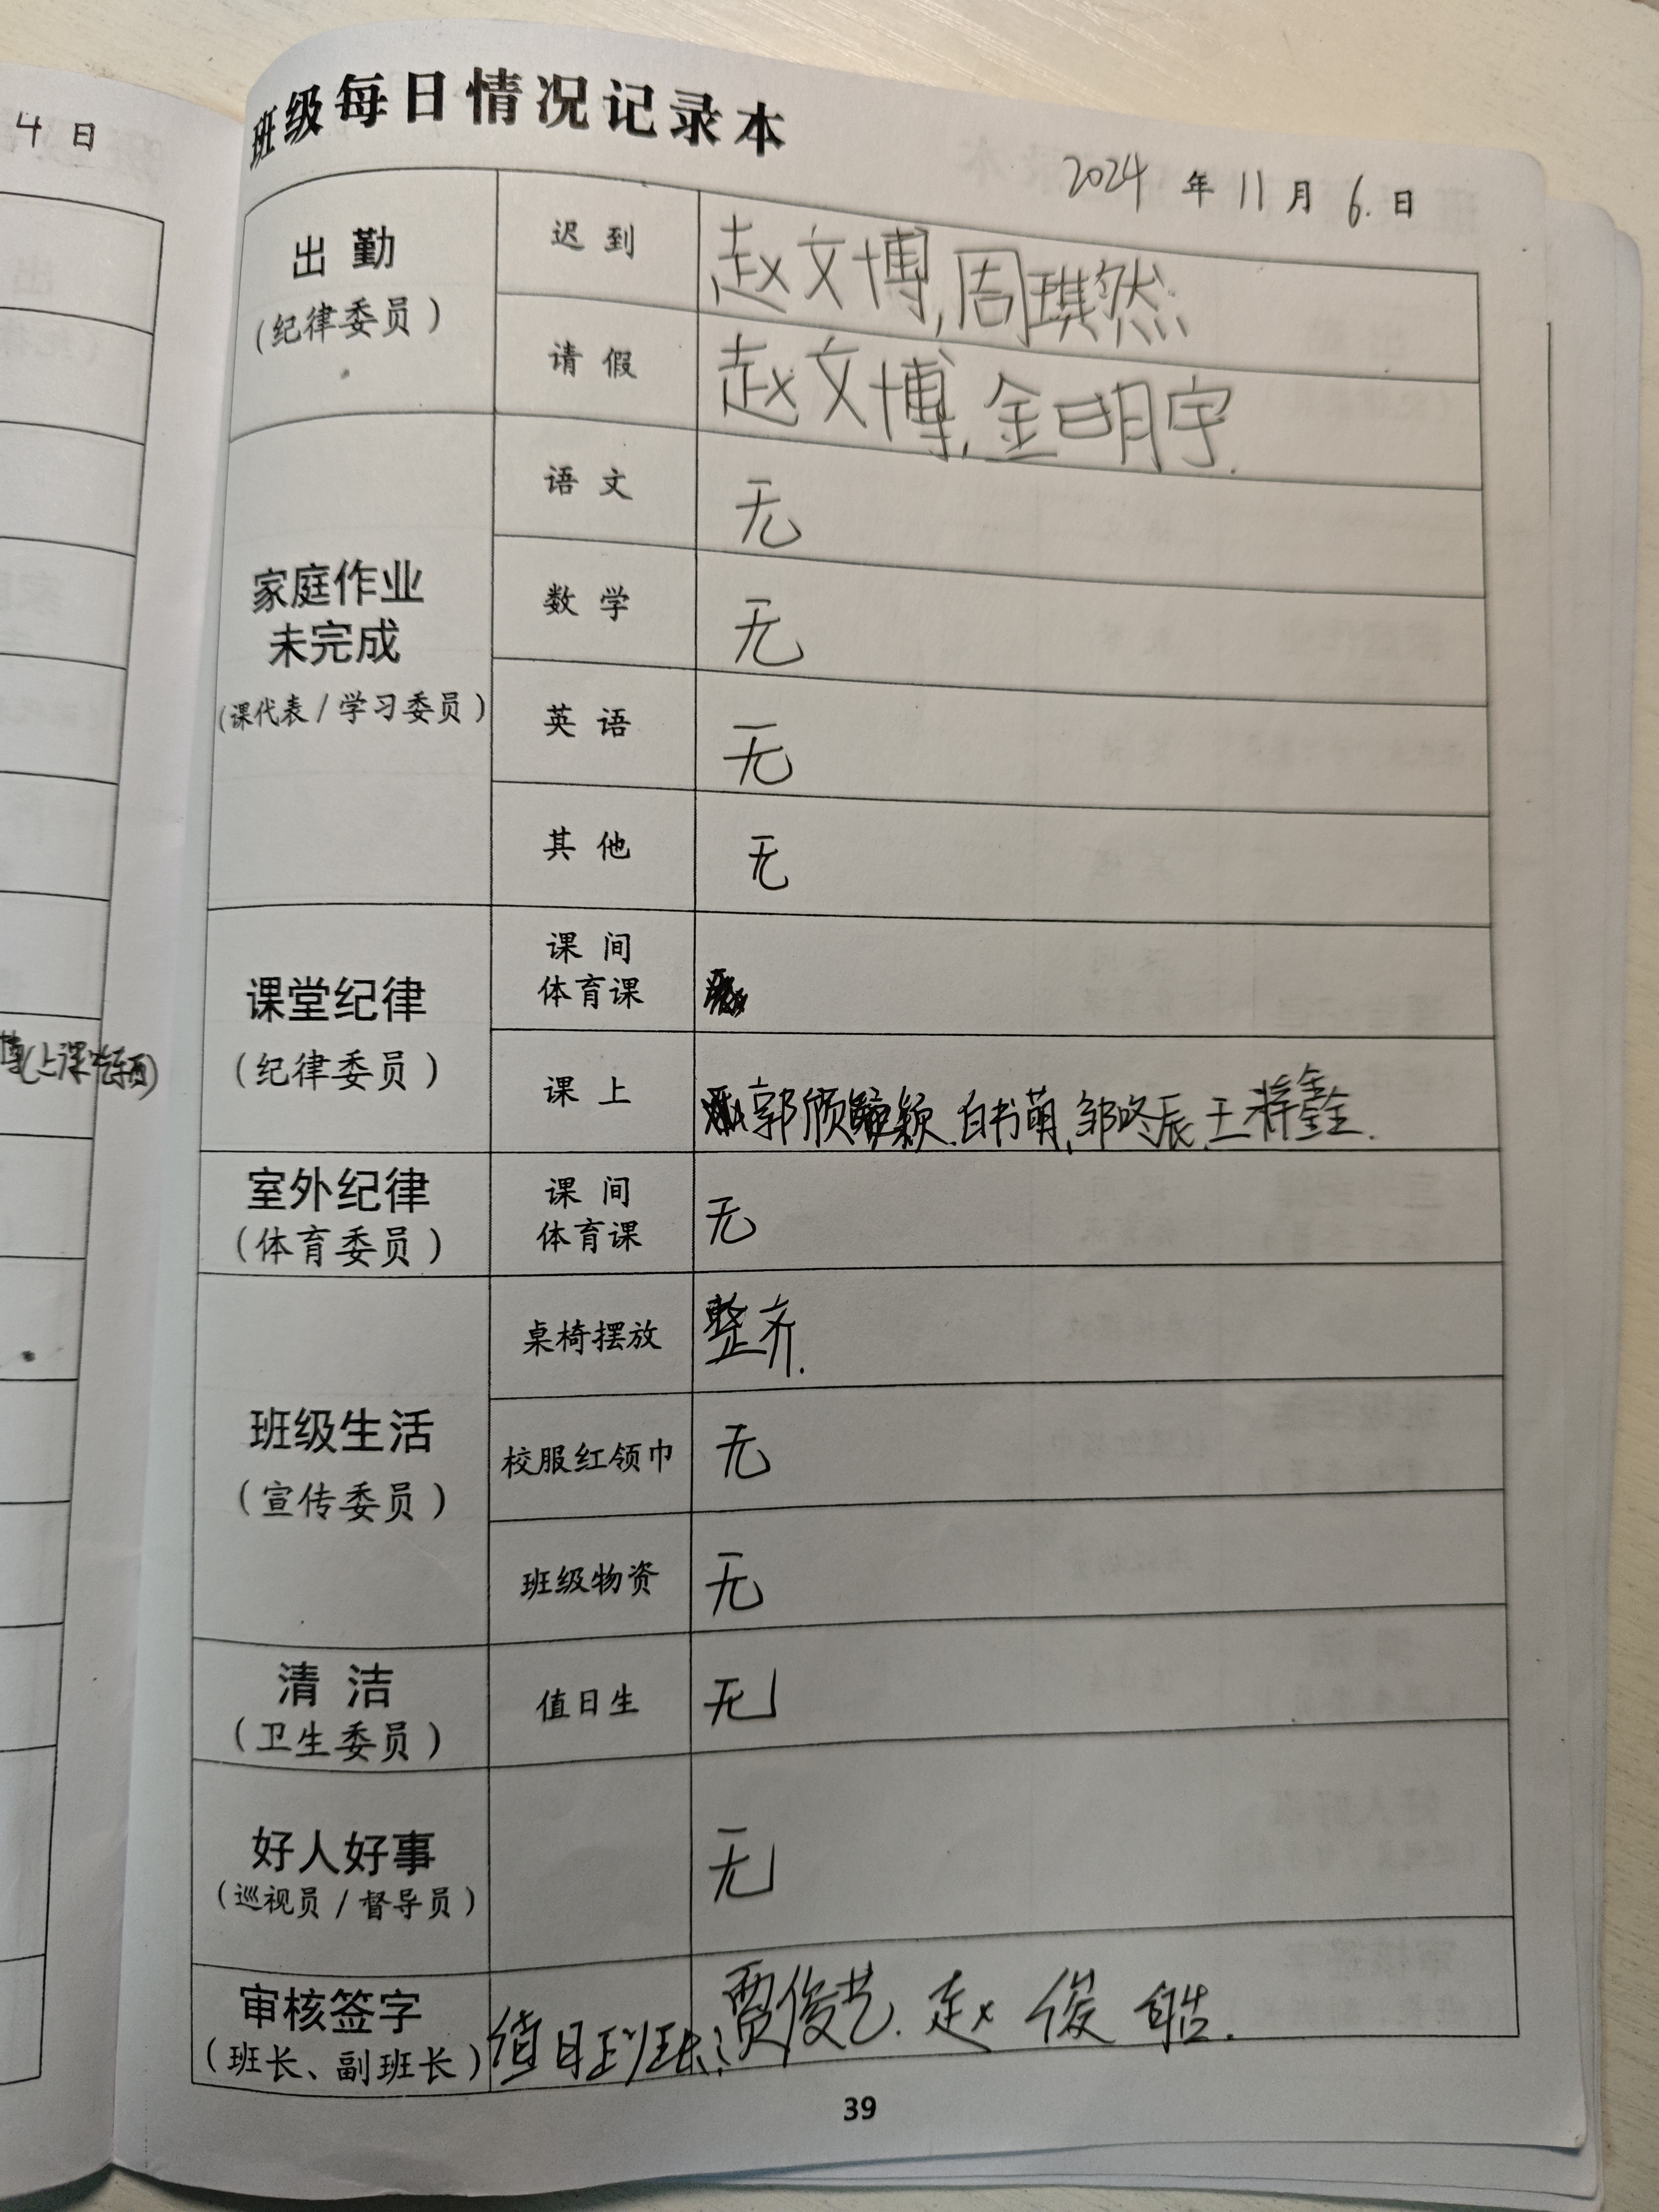 4 日
(上课吃东西)
班级每日情况记录本
2024 年 11 月 6 日
出 勤
(纪律委员)
迟 到
赵文博,周琪然
请 假
赵文博,金明宇.
家庭作业
未完成
(课代表/学习委员)
语 文
无
数 学
无
英 语
无
其 他
无
课堂纪律
(纪律委员)
课 间
体育课
课 上
郭颀 颖.白书萌,邹咚辰.王梓鑫.
室外纪律
(体育委员)
课 间
体育课
无
班级生活
(宣传委员)
桌椅摆放
整齐.
校服红领巾
无
班级物资
无
清 洁
(卫生委员)
值日生
无
好人好事
(巡视员/督导员)
无
审核签字
(班长、副班长)
值日班长:贾俊艺.赵俊皓.
39